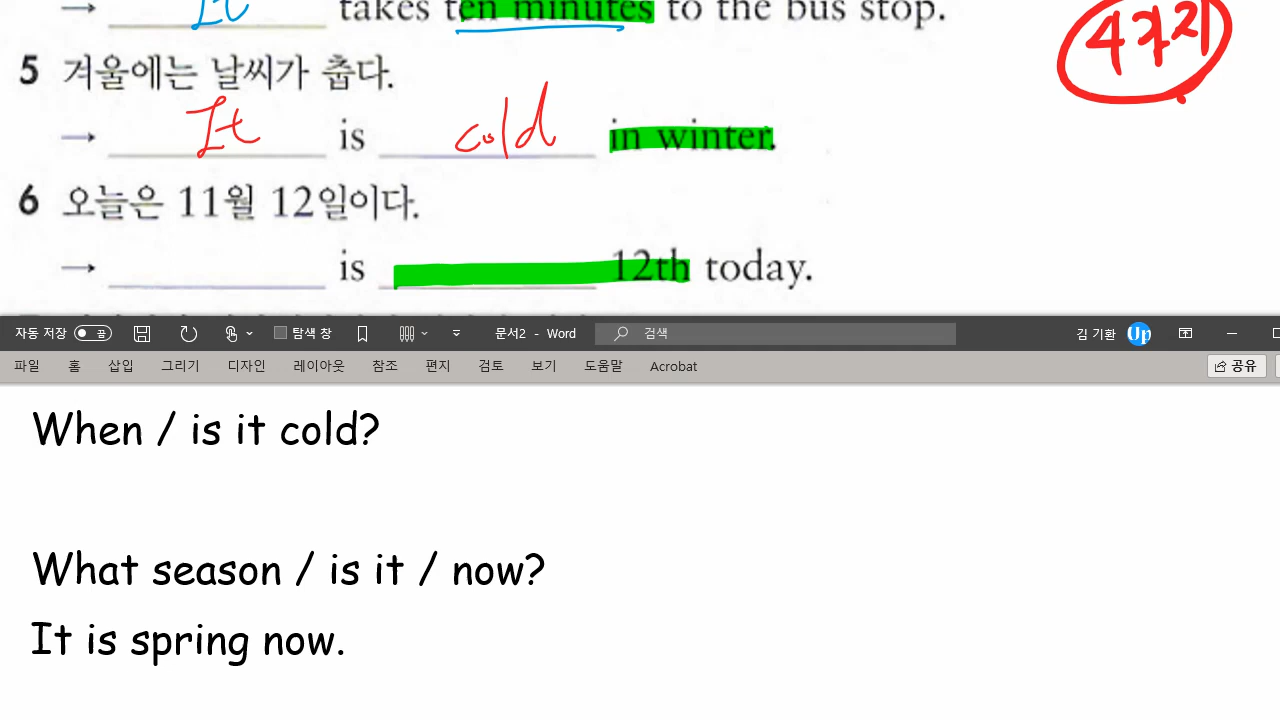 → It takes ten minutes to the bus stop.
4가지
5 겨울에는 날씨가 춥다.
→ It is cold in winter.
6 오늘은 11월 12일이다.
→ is 12th today.
자동 저장 끔 탐색 창 문서2 - Word 검색 김 기환 Up
파일 홈 삽입 그리기 디자인 레이아웃 참조 편지 검토 보기 도움말 Acrobat 공유
When / is it cold?
What season / is it / now?
It is spring now.